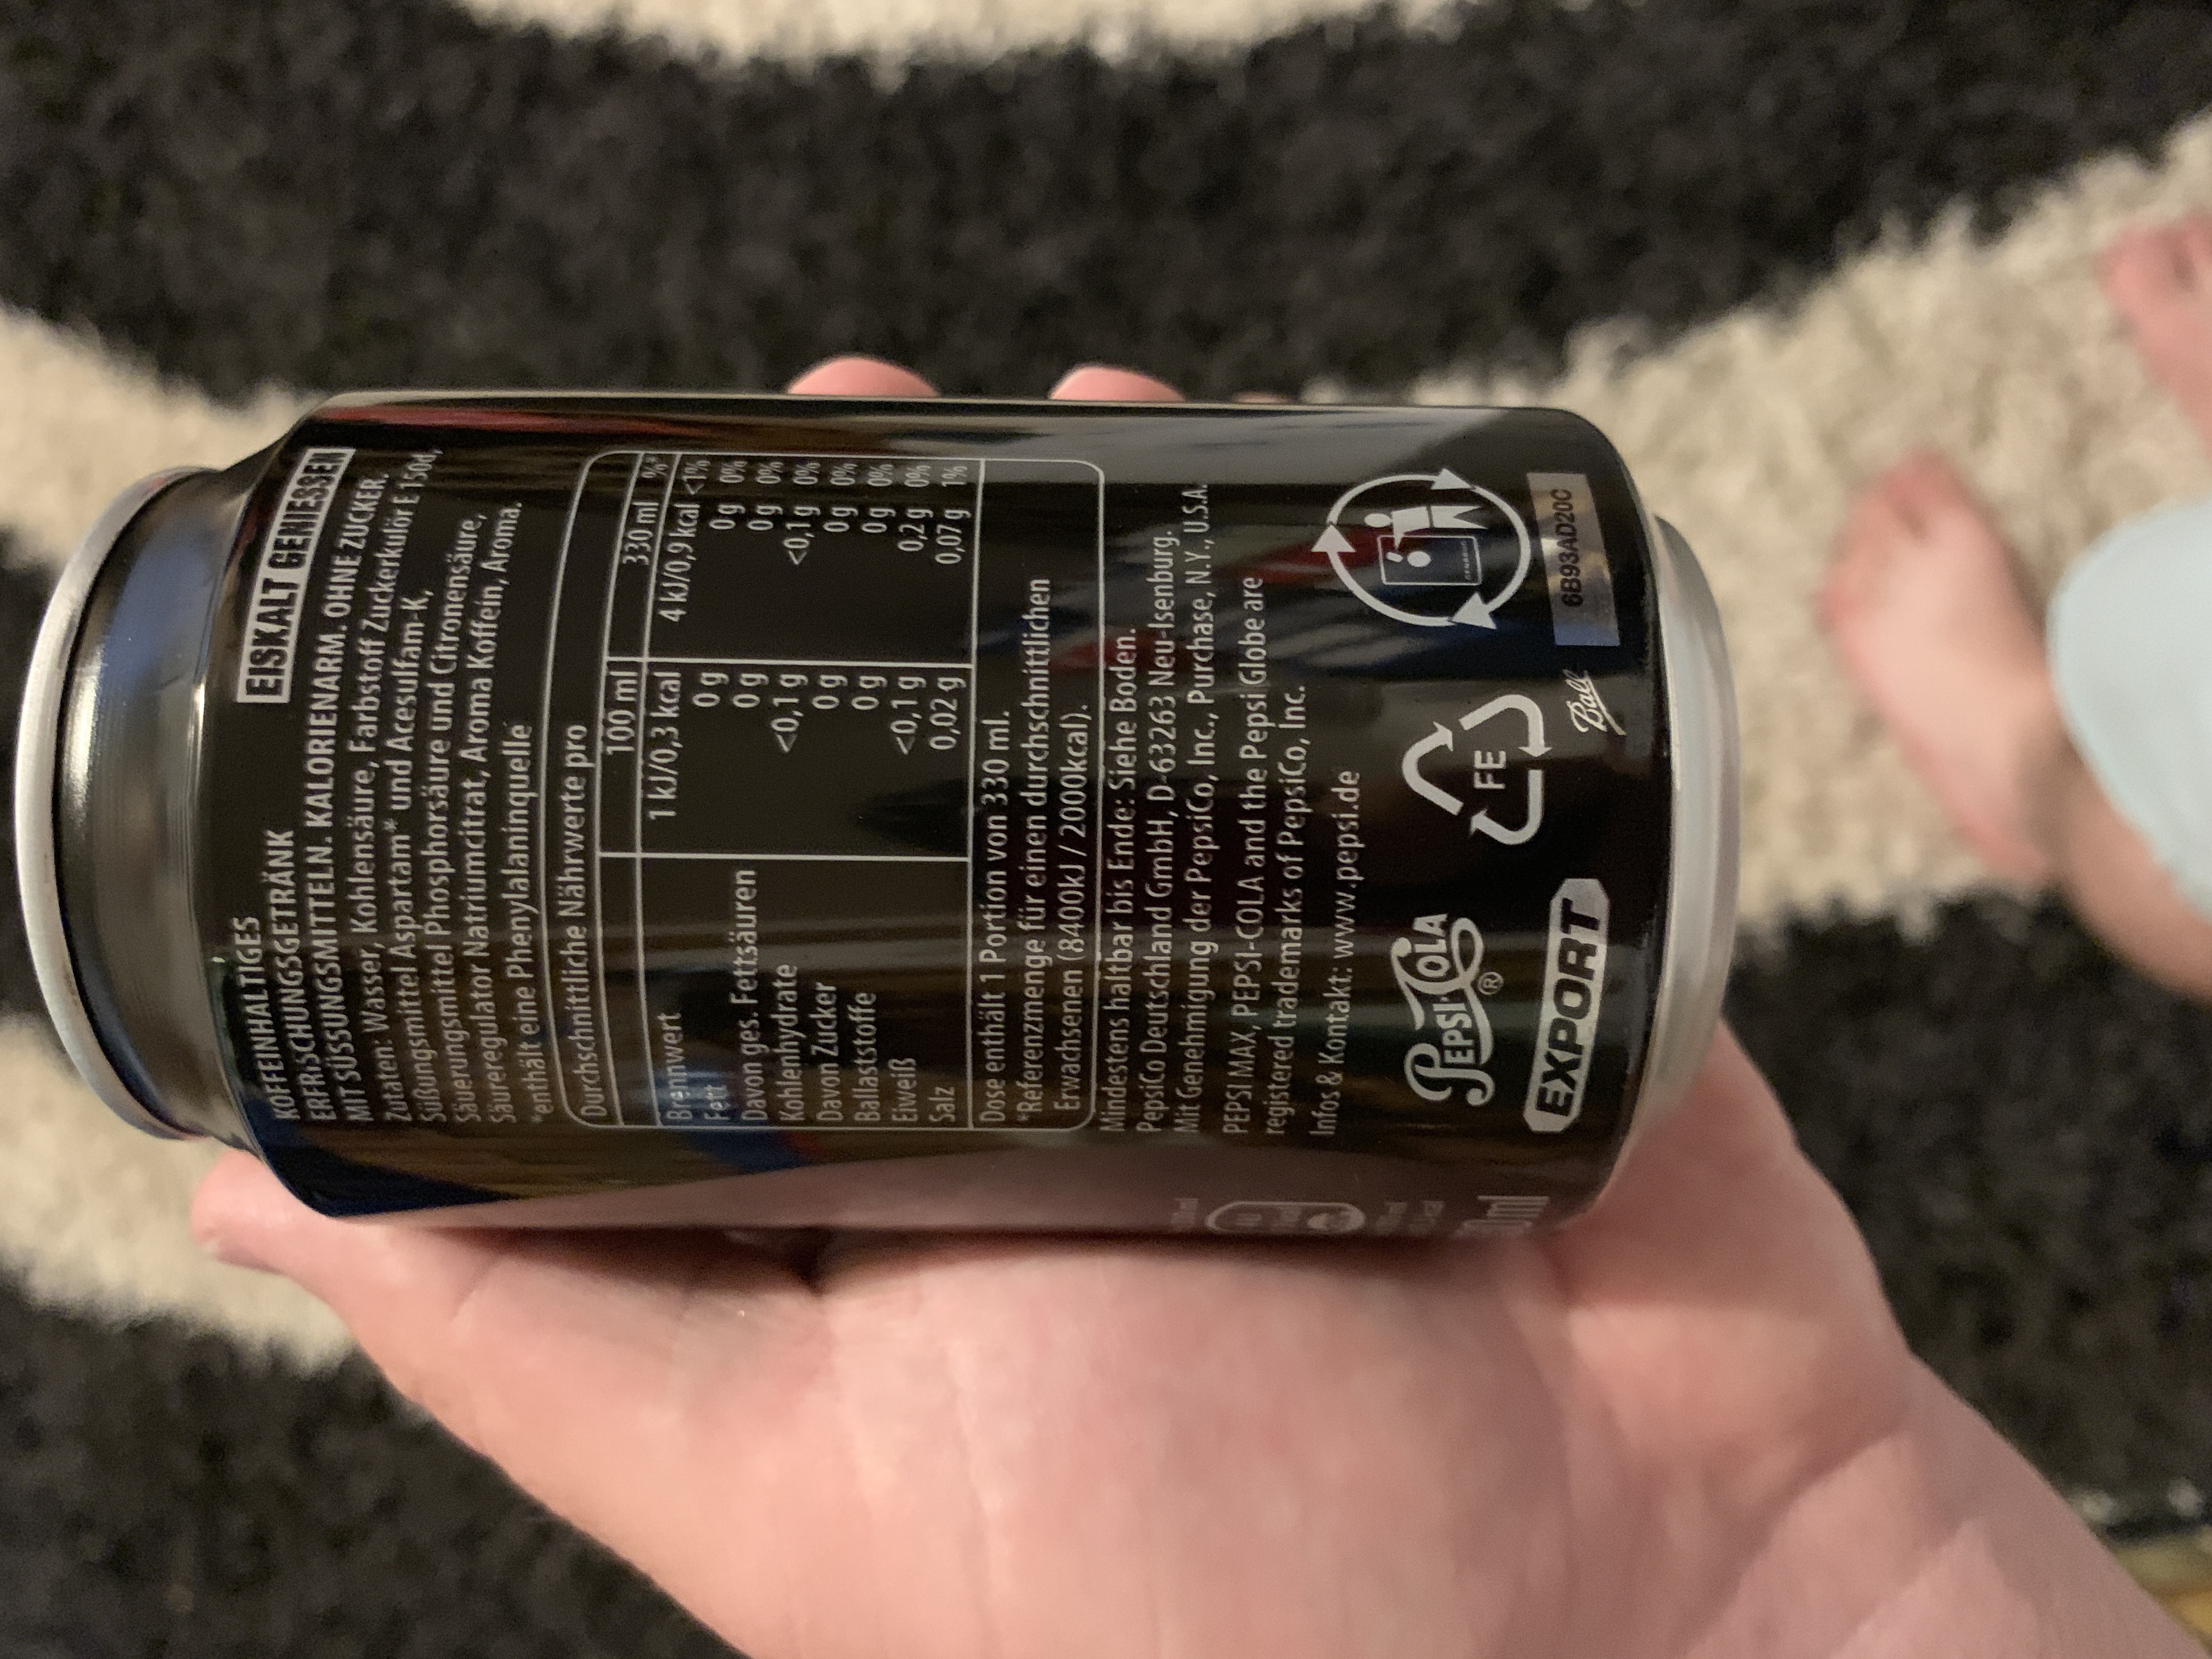 EISKALT GENIESSEN
KOFFEINHALTIGES
ERFRISCHUNGSGETRÄNK
MIT SÜSSUNGSMITTELN. KALORIENARM. OHNE ZUCKER.
Zutaten: Wasser, Kohlensäure, Farbstoff Zuckerkulör E 150d,
Süßungsmittel Aspartam* und Acesulfam-K,
Säuerungsmittel Phosphorsäure und Citronensäure,
Säureregulator Natriumcitrat, Aroma Koffein, Aroma.
*enthält eine Phenylalaninquelle
Durchschnittliche Nährwerte pro
100 ml 330 ml %*
Brennwert 1 kJ/0,3 kcal 4 kJ/0,9 kcal <1%
Fett 0 g 0 g 0%
Davon ges. Fettsäuren 0 g 0 g 0%
Kohlenhydrate <0,1 g <0,1 g 0%
Davon Zucker 0 g 0 g 0%
Ballaststoffe 0 g 0 g 0%
Eiweiß <0,1 g 0,2 g 0%
Salz 0,02 g 0,07 g 1%
Dose enthält 1 Portion von 330 ml.
*Referenzmenge für einen durchschnittlichen
Erwachsenen (8400kJ / 2000kcal).
Mindestens haltbar bis Ende: Siehe Boden.
PepsiCo Deutschland GmbH, D-63263 Neu-Isenburg.
Mit Genehmigung der PepsiCo, Inc., Purchase, N.Y., U.S.A.
PEPSI MAX, PEPSI-COLA and the Pepsi Globe are
registered trademarks of PepsiCo, Inc.
Infos & Kontakt: www.pepsi.de
PEPSI-COLA®
FE
EXPORT
Ball
6B93AD20C
ml